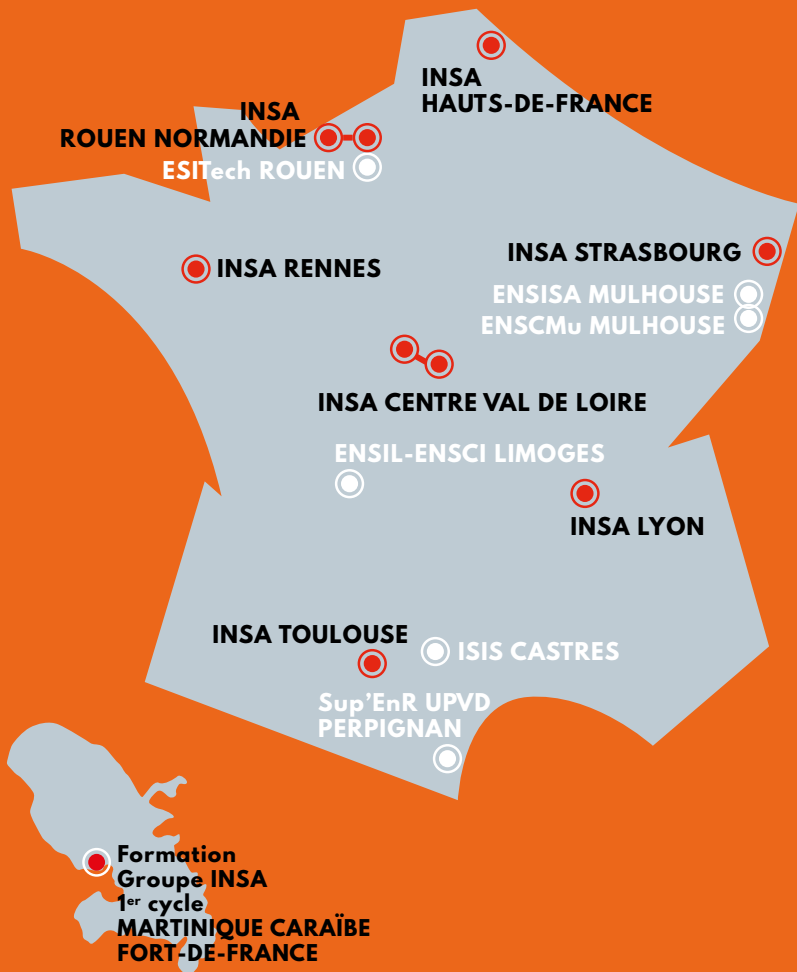 INSA
HAUTS-DE-FRANCE
INSA
ROUEN NORMANDIE
ESITech ROUEN
INSA STRASBOURG
INSA RENNES
ENSISA MULHOUSE
ENSCMu MULHOUSE
INSA CENTRE VAL DE LOIRE
ENSIL-ENSCI LIMOGES
INSA LYON
INSA TOULOUSE
ISIS CASTRES
Sup’EnR UPVD
PERPIGNAN
Formation
Groupe INSA
1er cycle
MARTINIQUE CARAÏBE
FORT-DE-FRANCE